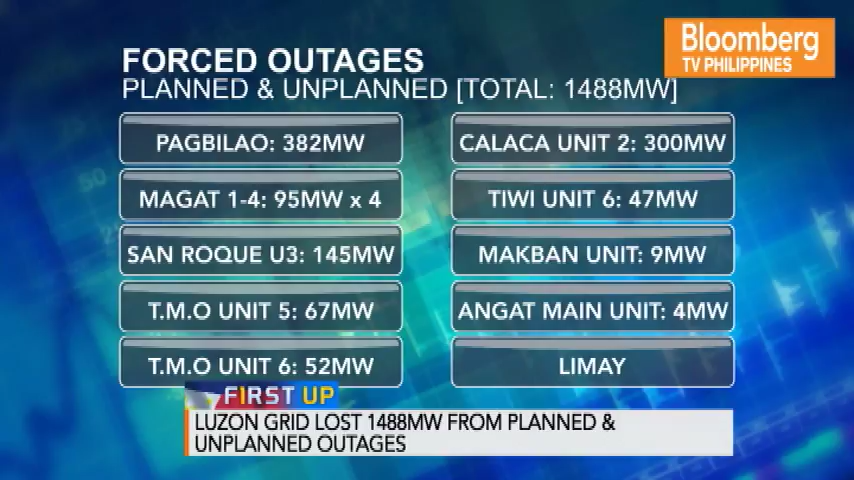 Bloomberg
TV PHILIPPINES
FORCED OUTAGES
PLANNED & UNPLANNED [TOTAL: 1488MW]
PAGBILAO: 382MW
CALACA UNIT 2: 300MW
MAGAT 1-4: 95MW x 4
TIWI UNIT 6: 47MW
SAN ROQUE U3: 145MW
MAKBAN UNIT: 9MW
T.M.O UNIT 5: 67MW
ANGAT MAIN UNIT: 4MW
T.M.O UNIT 6: 52MW
LIMAY
FIRST UP
LUZON GRID LOST 1488MW FROM PLANNED &
UNPLANNED OUTAGES